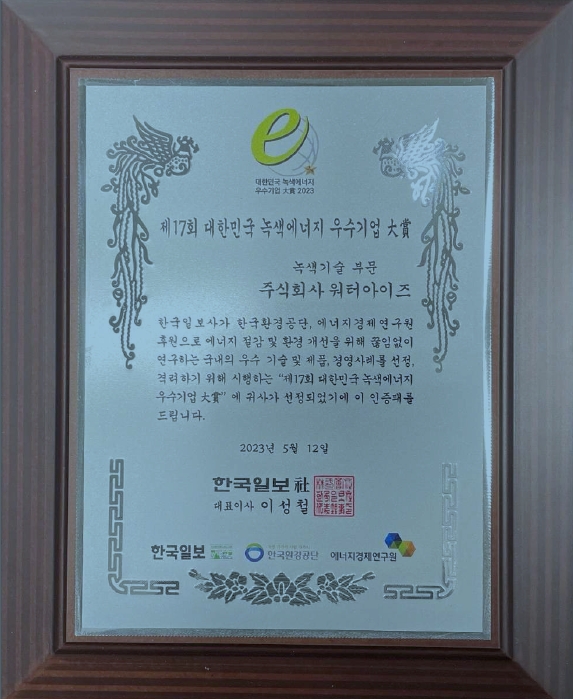 e
대한민국 녹색에너지
우수기업 大賞 2023
제17회 대한민국 녹색에너지 우수기업 大賞
녹색기술 부문
주식회사 워터아이즈
한국일보사가 한국환경공단, 에너지경제연구원
후원으로 에너지 절감 및 환경 개선을 위해 끊임없이
연구하는 국내의 우수 기술 및 제품, 경영사례를 선정,
격려하기 위해 시행하는 “제17회 대한민국 녹색에너지
우수기업 大賞” 에 귀사가 선정되었기에 이 인증패를
드립니다.
2023년 5월 12일
한국일보 社
대표이사 이성철
한국일보
한국환경공단
에너지경제연구원